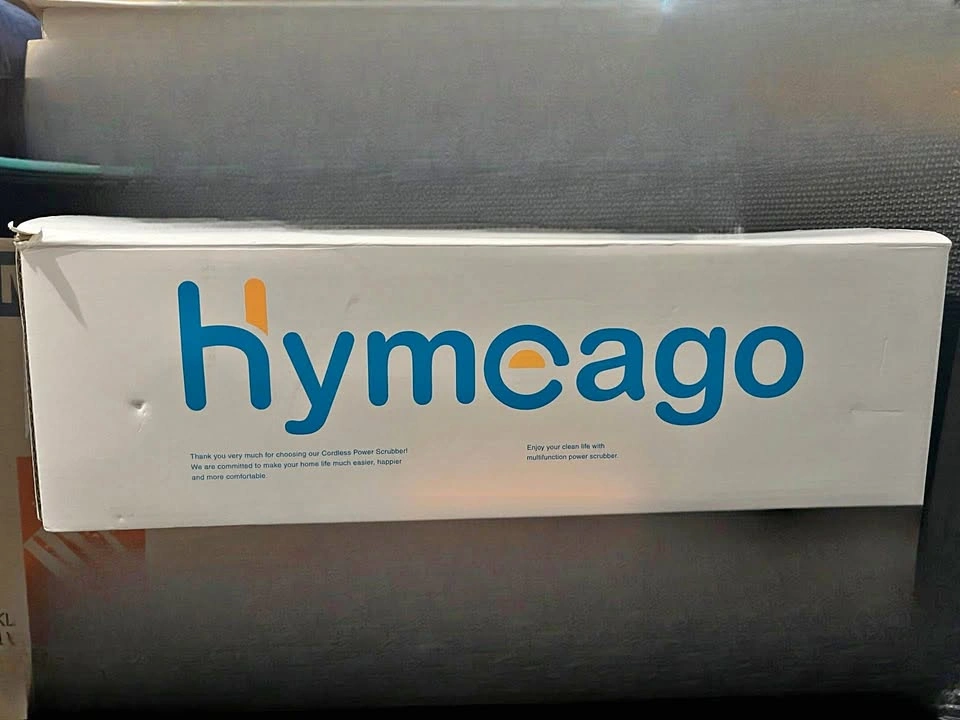 hymeago
Thank you very much for choosing our Cordless Power Scrubber!
We are committed to make your home life much easier, happier
and more comfortable.
Enjoy your clean life with
multifunction power scrubber.